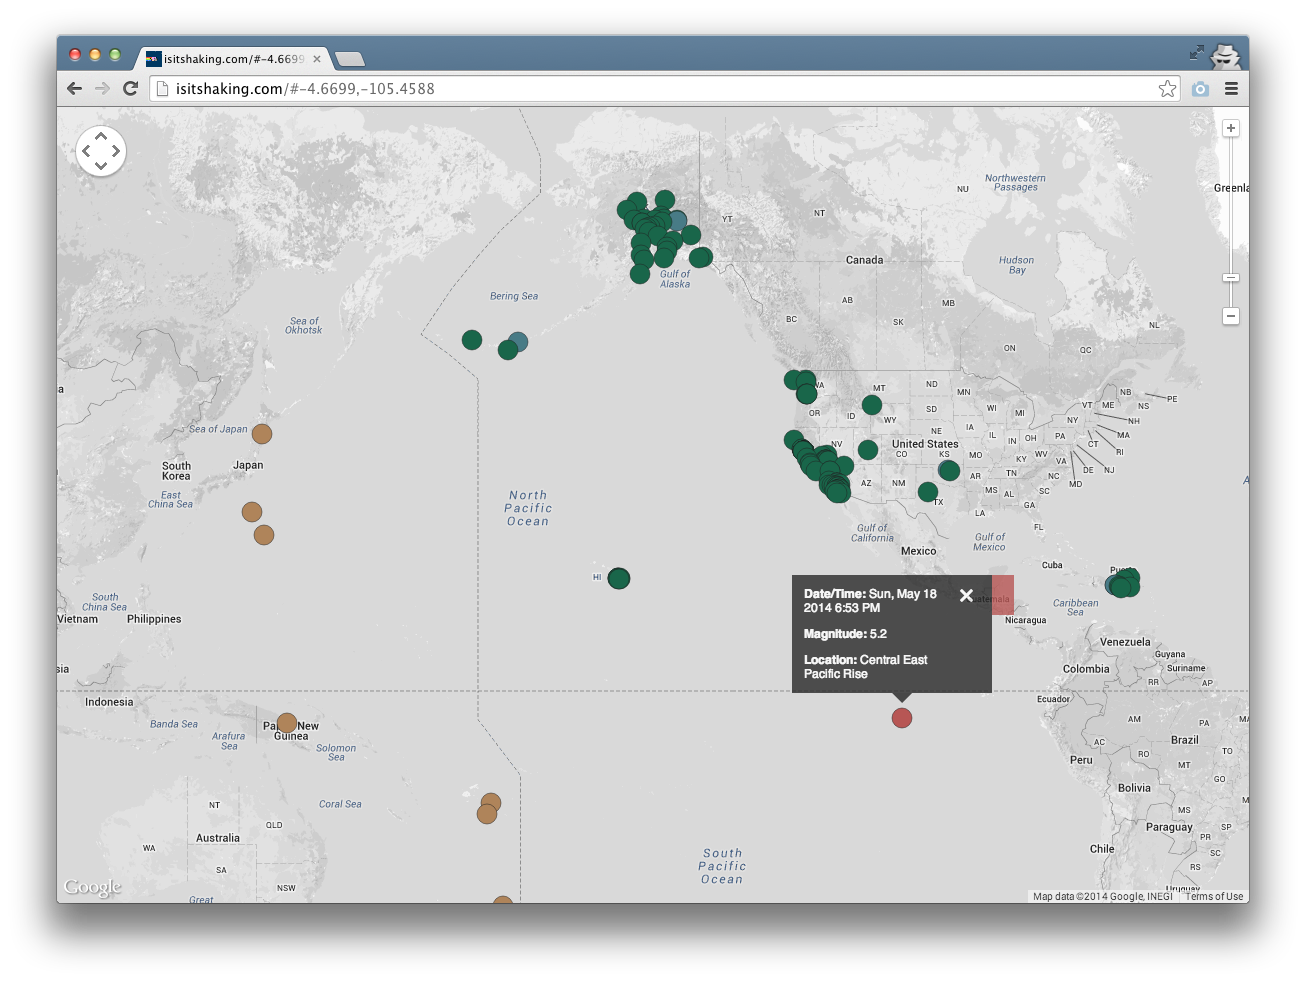 isitshaking.com/#-4.6699
isitshaking.com/#-4.6699,-105.4588
Northwestern
Passages
NU
Greenla
YT
NT
Canada
Hudson
Bay
Gulf of
Alaska
Bering Sea
AB
MB
BC
SK
Sea of
Okhotsk
NL
ON
QC
WA
MT
ND
MN
NB
PE
OR
ID
WY
SD
WI
MI
VT
ME
NS
NH
NY
IA
NE
NV
United States
IL
IN
OH
PA
CT
MA
RI
CO
KS
MO
KY
WV
VA
DE
NJ
MD
AZ
NM
AR
TN
NC
SC
MS
AL
GA
TX
LA
FL
a
Sea of Japan
South
Korea
Japan
East
China Sea
North
Pacific
Ocean
Gulf of
California
Gulf of
Mexico
Mexico
Cuba
HI
South
China Sea
Vietnam
Philippines
Caribbean
Sea
Nicaragua
Date/Time: Sun, May 18
2014 6:53 PM
Magnitude: 5.2
Location: Central East
Pacific Rise
Venezuela
Guyana
Suriname
Colombia
RR
AP
sia
Indonesia
Ecuador
Banda Sea
Arafura
Sea
Papua New
Guinea
Solomon
Sea
AM
PA
MA
AC
Brazil
RO
TO
Peru
MT
GO
Bolivia
Coral Sea
NT
QLD
Australia
WA
SA
NSW
Great
South
Pacific
Ocean
MS
Paraguay
SP
PR
Chile
SC
RS
Uruguay
Google
Map data ©2014 Google, INEGI
Terms of Use